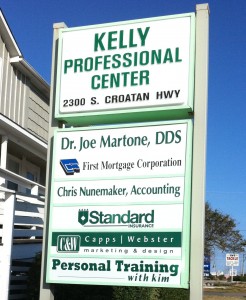 KELLY
PROFESSIONAL
CENTER
2300 S. CROATAN HWY
Dr. Joe Martone, DDS
First Mortgage Corporation
Chris Nunemaker, Accounting
Standard
INSURANCE
C&W Capps | Webster
marketing & design
Personal Training
with kim